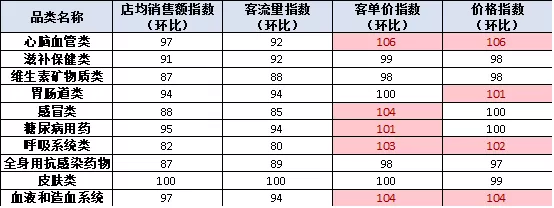 品类名称 店均销售额指数（环比） 客流量指数（环比） 客单价指数（环比） 价格指数（环比）
心脑血管类 97 92 106 106
滋补保健类 91 92 99 98
维生素矿物质类 87 88 98 98
胃肠道类 94 94 100 101
感冒类 88 85 104 100
糖尿病用药 95 94 101 100
呼吸系统类 82 80 103 102
全身用抗感染药物 87 89 98 97
皮肤类 100 100 100 99
血液和造血系统 97 94 104 104